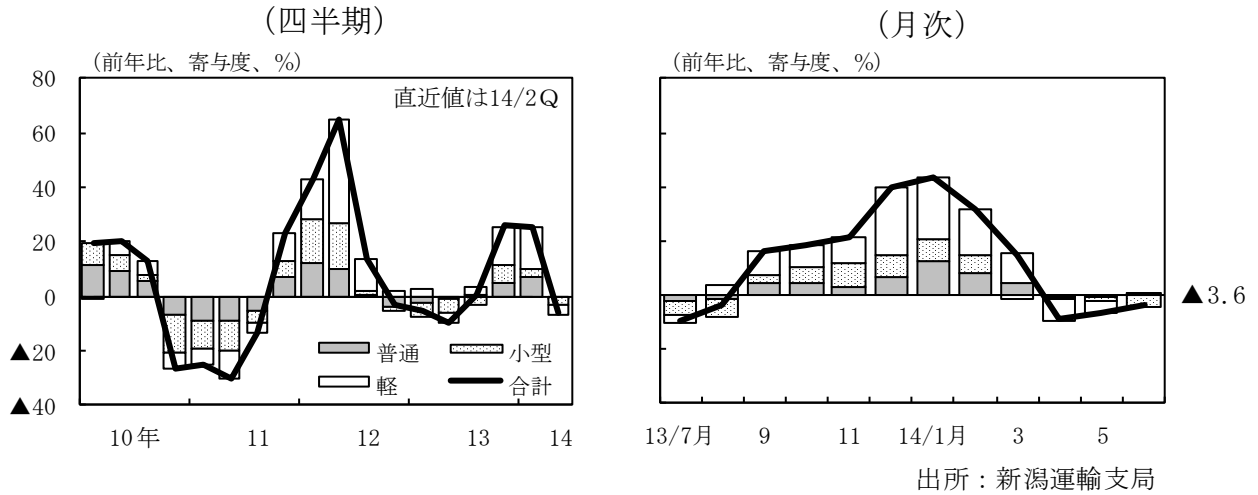 （四半期）
（前年比、寄与度、％）
80
60
40
20
0
▲20
▲40
直近値は14/2Q
普通
小型
軽
合計
10年
11
12
13
14
（月次）
（前年比、寄与度、％）
▲3.6
13/7月
9
11
14/1月
3
5
出所：新潟運輸支局